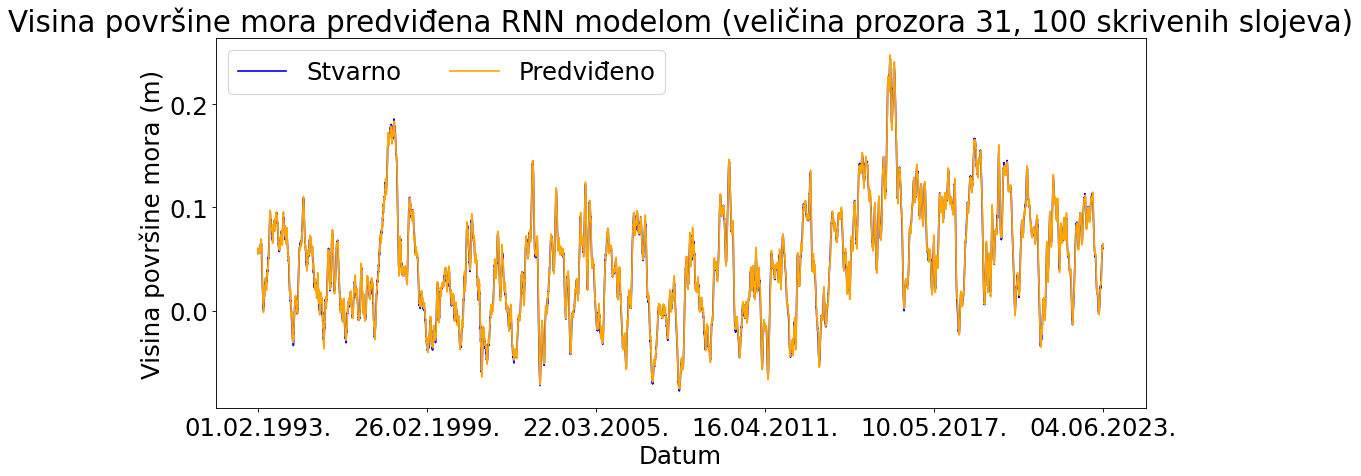 Visina površine mora predviđena RNN modelom (veličina prozora 31, 100 skrivenih slojeva)
Stvarno Predviđeno
Visina površine mora (m)
0.2
0.1
0.0
01.02.1993. 26.02.1999. 22.03.2005. 16.04.2011. 10.05.2017. 04.06.2023.
Datum